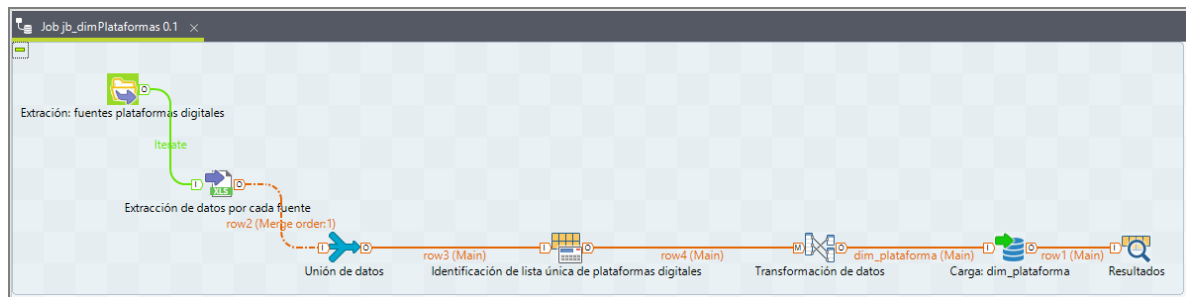 Job jb_dimPlataformas 0.1
Extración: fuentes plataformas digitales
Iterate
XLS
Extracción de datos por cada fuente
row2 (Merge order:1)
row3 (Main)
row4 (Main)
dim_plataforma (Main)
row1 (Main)
Unión de datos
Identificación de lista única de plataformas digitales
Transformación de datos
Carga: dim_plataforma
Resultados